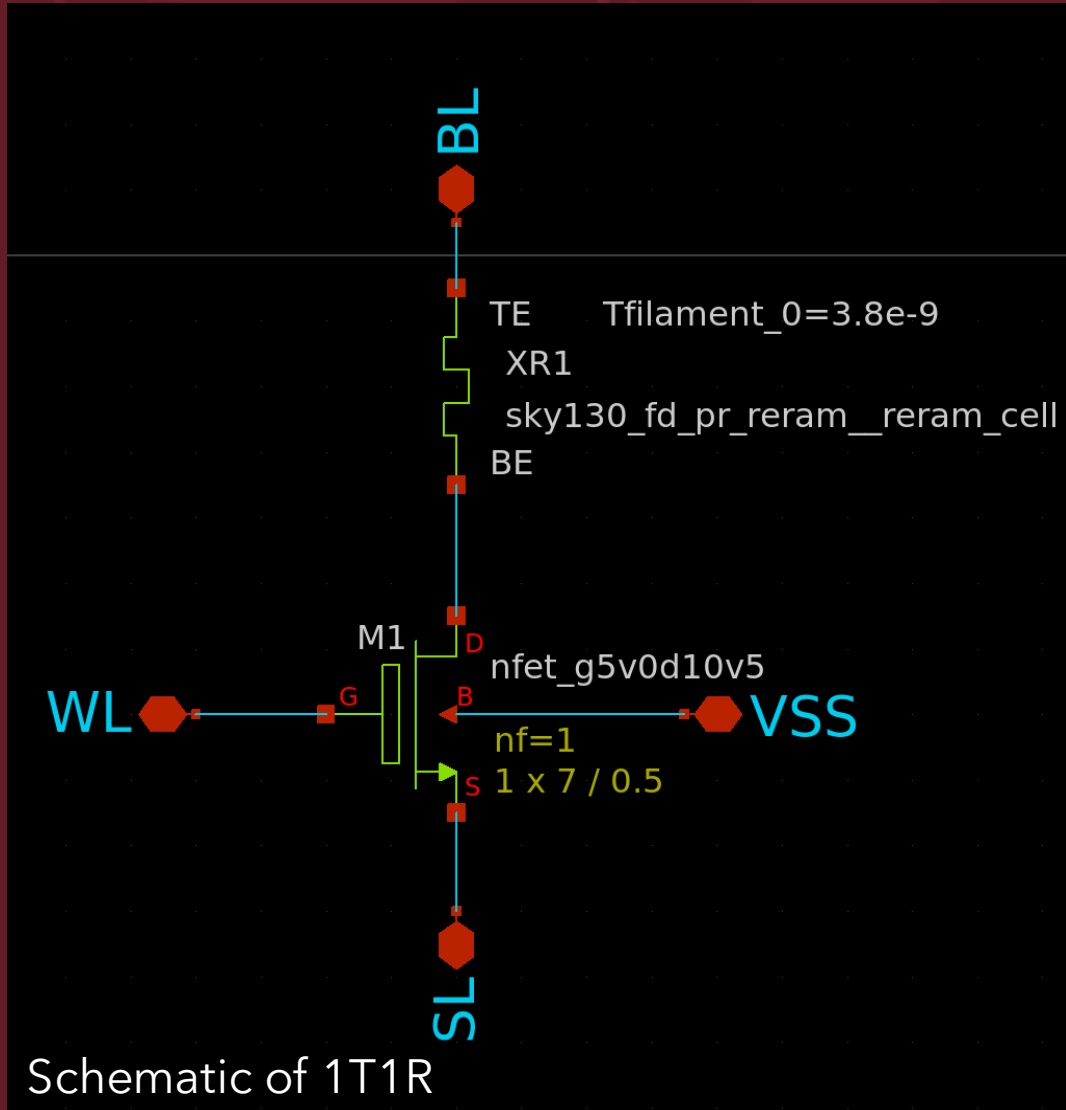 BL
TE Tfilament_0=3.8e-9
XR1
sky130_fd_pr_reram__reram_cell
BE
M1
D
nfet_g5v0d10v5
G
B
WL
VSS
nf=1
S
1 x 7 / 0.5
SL
Schematic of 1T1R